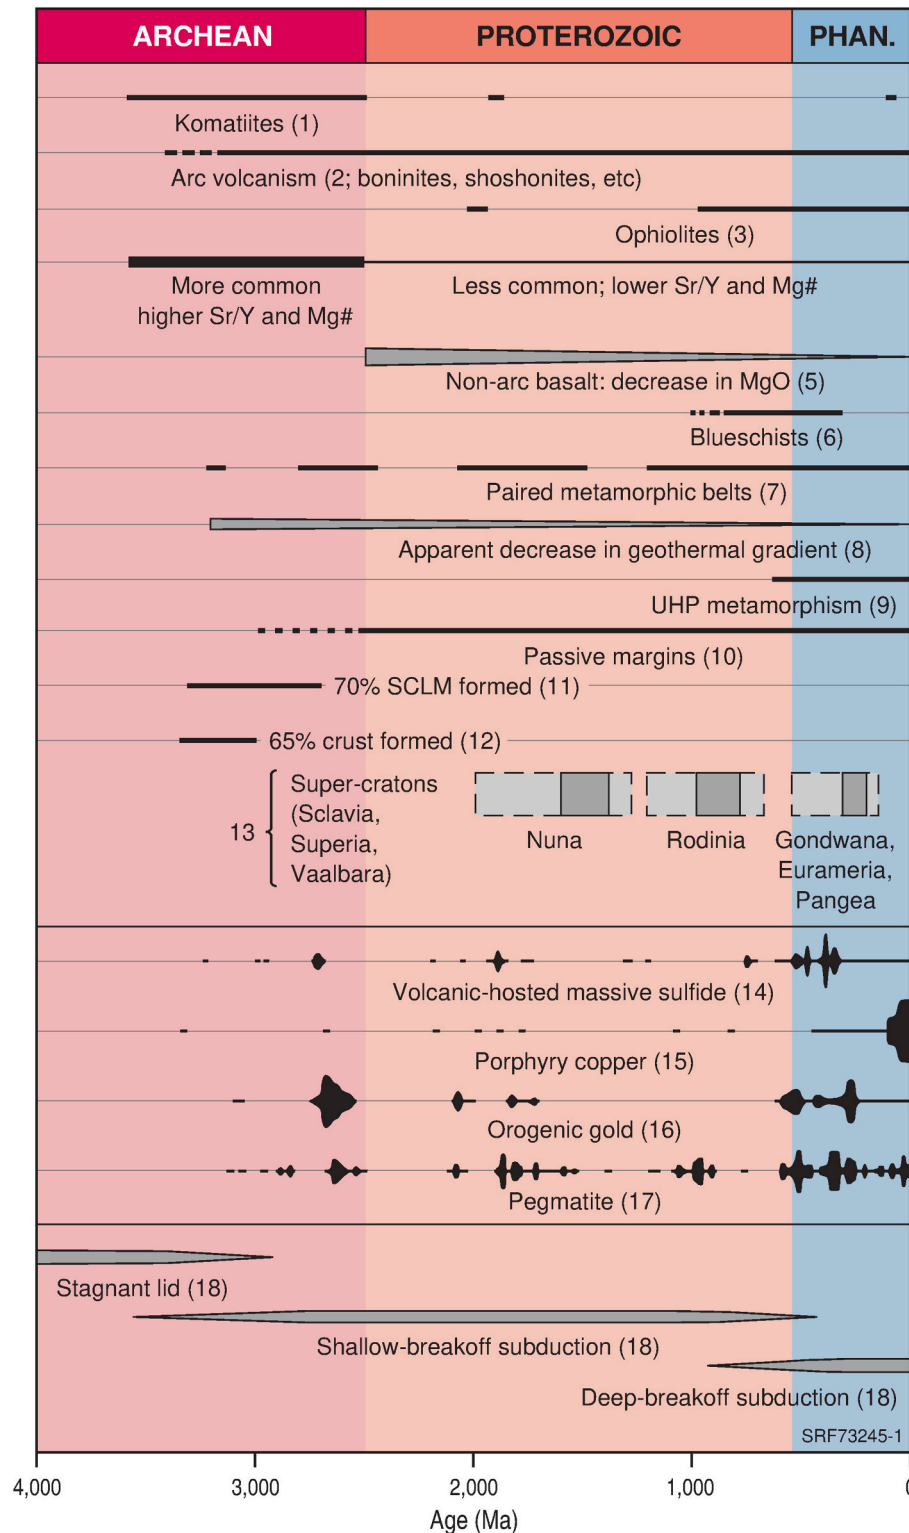 ARCHEAN
PROTEROZOIC
PHAN.
Komatiites (1)
Arc volcanism (2; boninites, shoshonites, etc)
Ophiolites (3)
More common
higher Sr/Y and Mg#
Less common; lower Sr/Y and Mg#
Non-arc basalt: decrease in MgO (5)
Blueschists (6)
Paired metamorphic belts (7)
Apparent decrease in geothermal gradient (8)
UHP metamorphism (9)
Passive margins (10)
70% SCLM formed (11)
65% crust formed (12)
13
Super-cratons
(Sclavia,
Superia,
Vaalbara)
Nuna
Rodinia
Gondwana,
Eurameria,
Pangea
Volcanic-hosted massive sulfide (14)
Porphyry copper (15)
Orogenic gold (16)
Pegmatite (17)
Stagnant lid (18)
Shallow-breakoff subduction (18)
Deep-breakoff subduction (18)
SRF73245-1
4,000
3,000
2,000
1,000
0
Age (Ma)